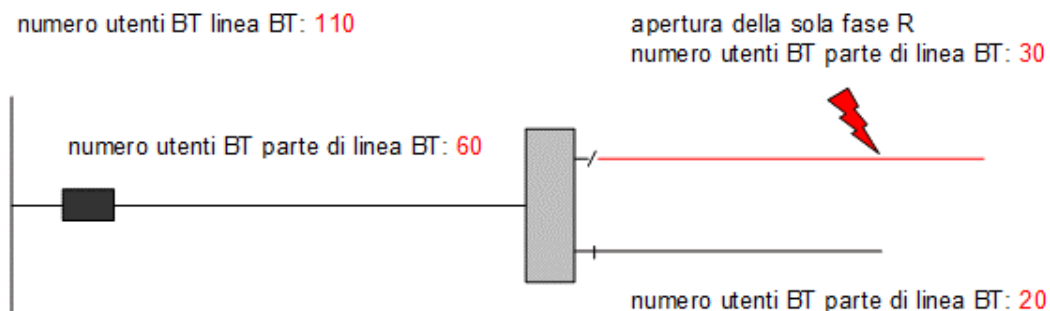 numero utenti BT linea BT: 110
apertura della sola fase R
numero utenti BT parte di linea BT: 30
numero utenti BT parte di linea BT: 60
numero utenti BT parte di linea BT: 20